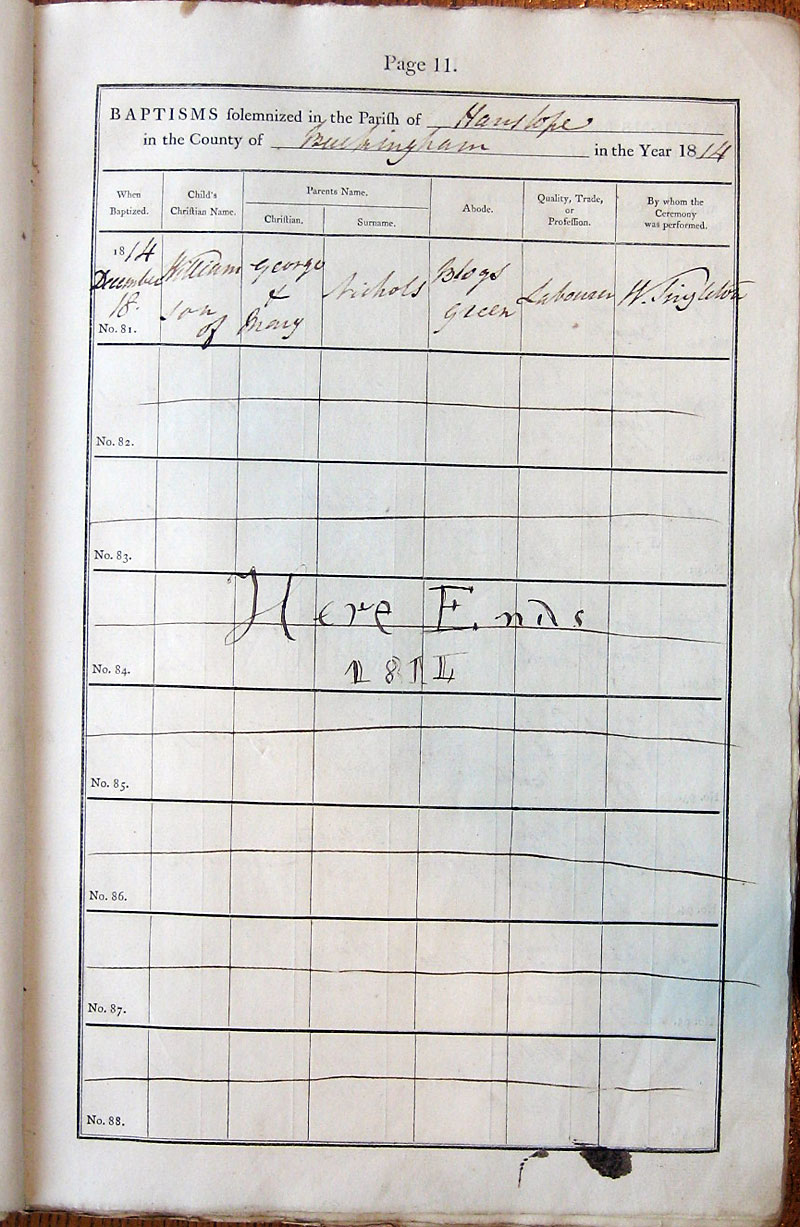 Page 11.
BAPTISMS solemnized in the Parish of Hanslope
in the County of Buckingham in the Year 1814
When Baptized.
Child's Christian Name.
Parents Name.
Christian.
Surname.
Abode.
Quality, Trade, or Profession.
By whom the Ceremony was performed.
1814
December
18.
No. 81.
William
son
of
George
&
Mary
Nichols
Green
Labourer
W. Singleton
No. 82.
No. 83.
Here Ends
1814
No. 84.
No. 85.
No. 86.
No. 87.
No. 88.